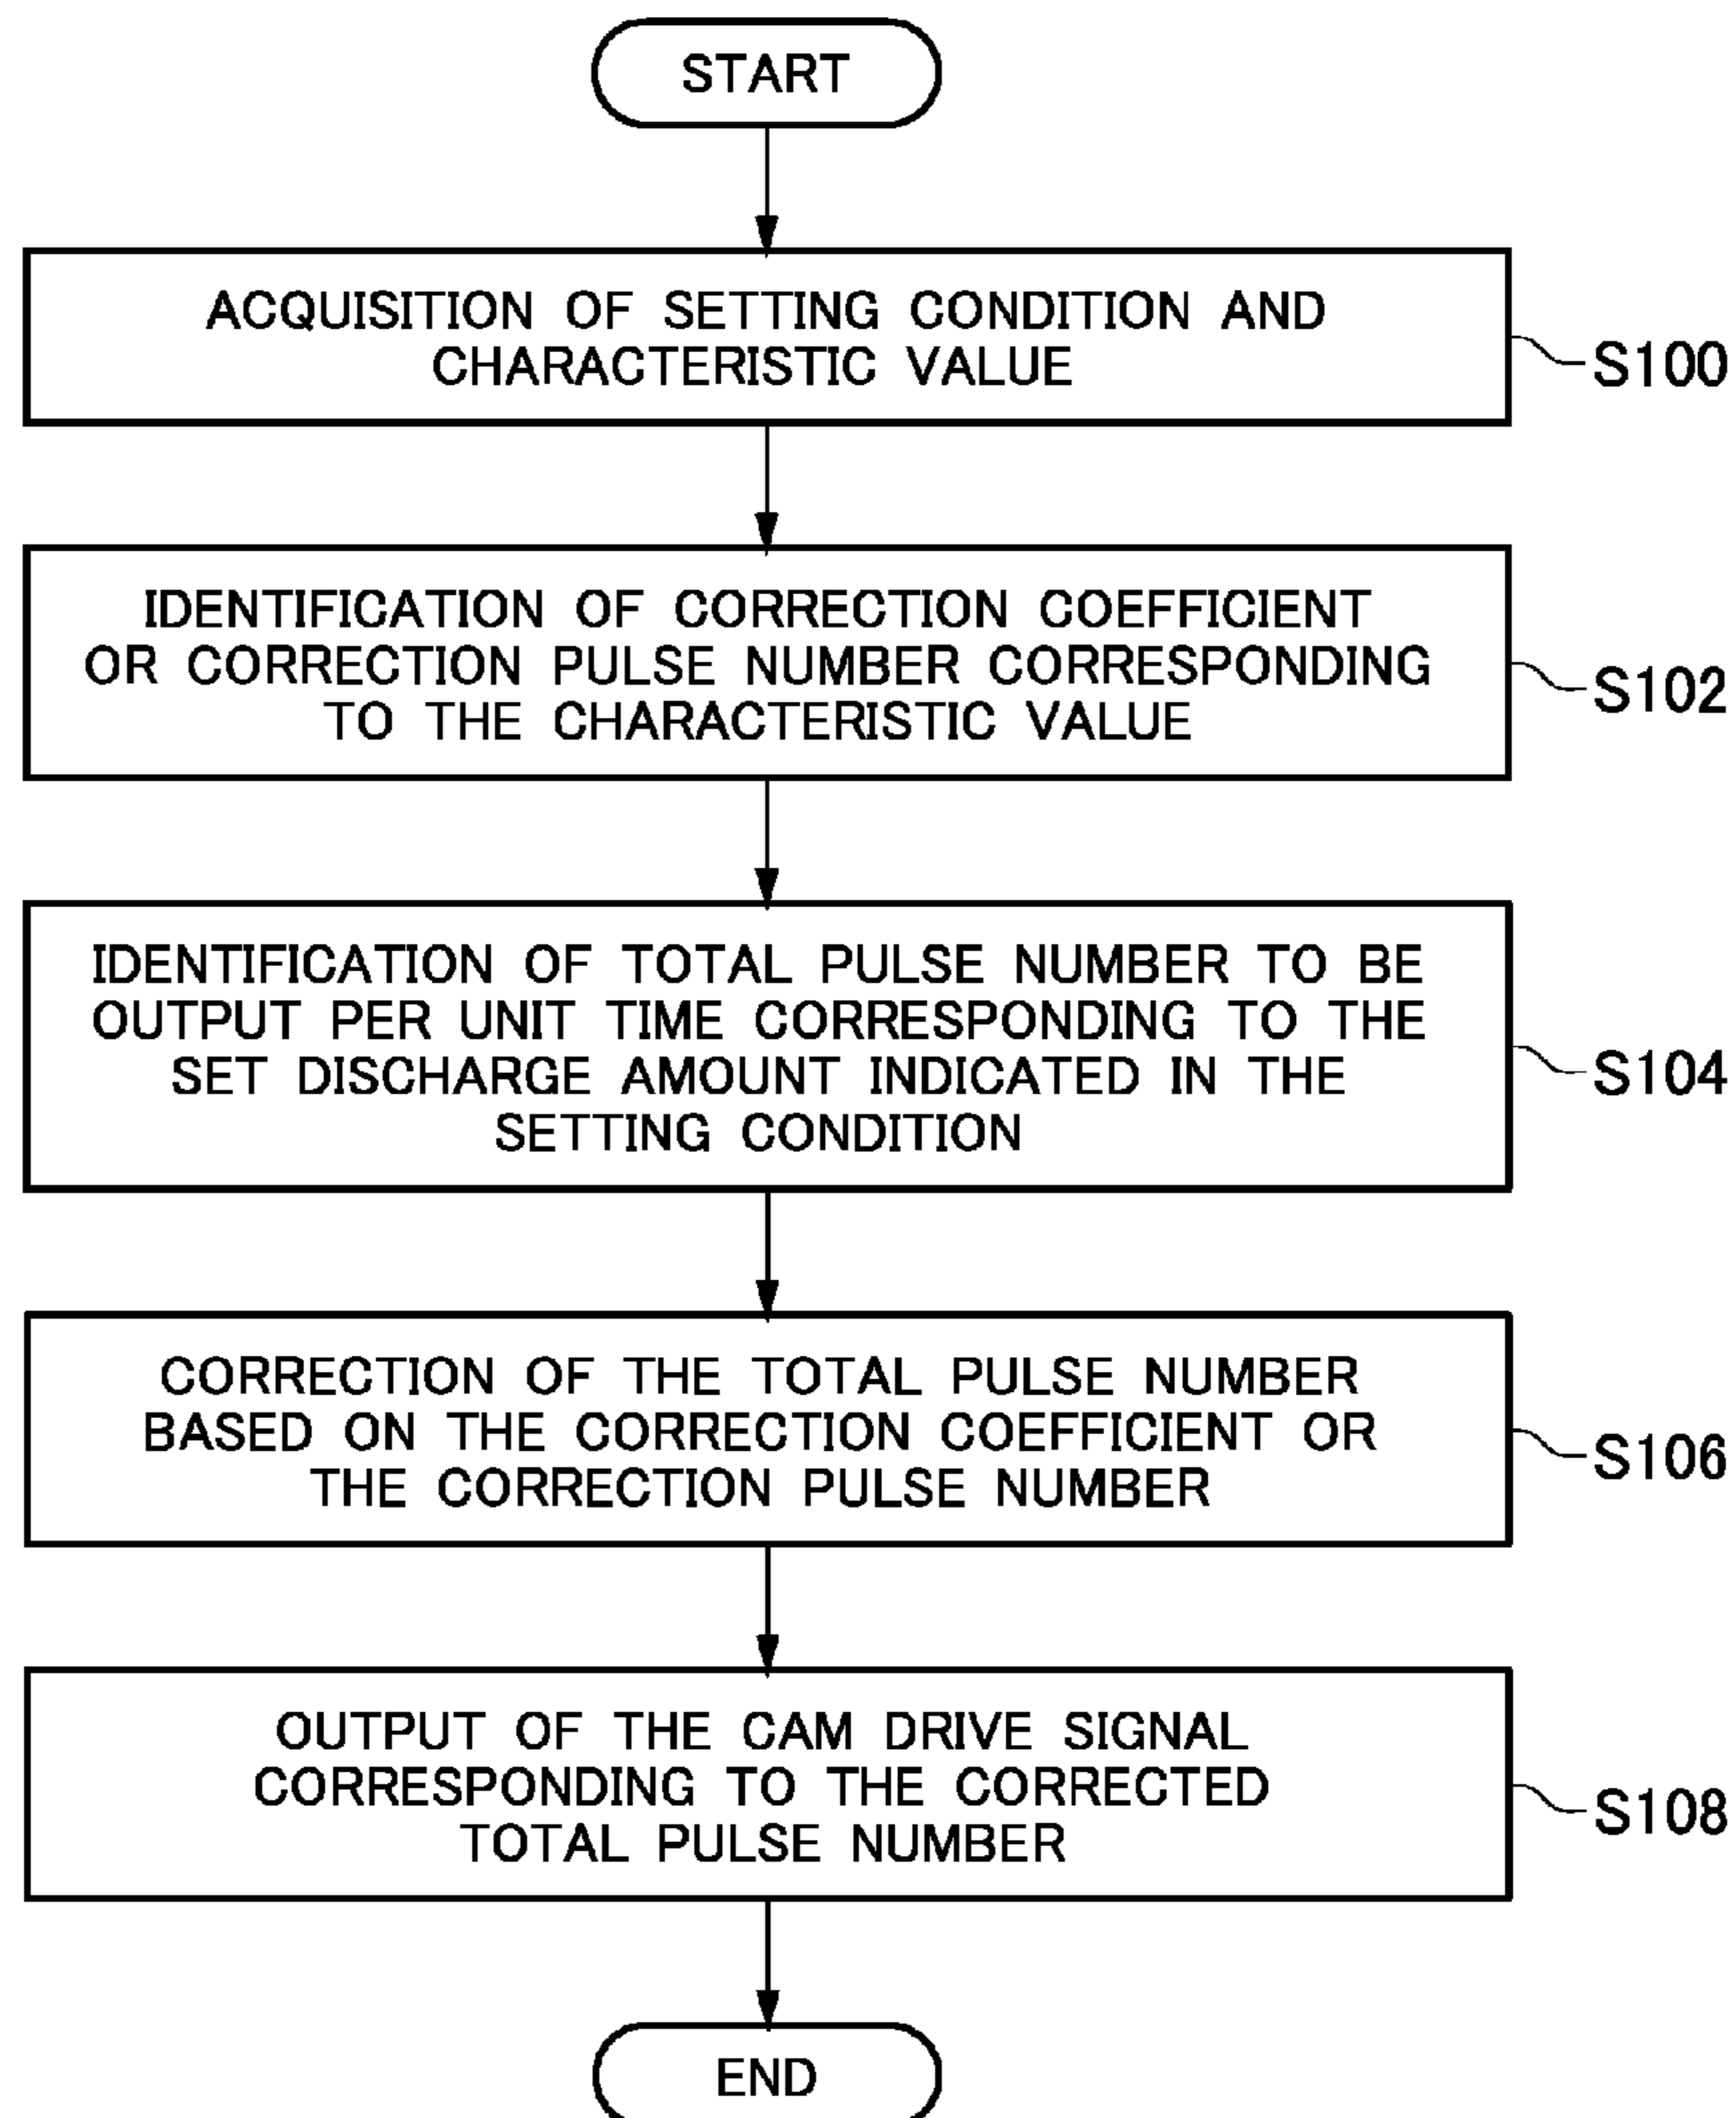 START
ACQUISITION OF SETTING CONDITION AND
CHARACTERISTIC VALUE
S100
IDENTIFICATION OF CORRECTION COEFFICIENT
OR CORRECTION PULSE NUMBER CORRESPONDING
TO THE CHARACTERISTIC VALUE
S102
IDENTIFICATION OF TOTAL PULSE NUMBER TO BE
OUTPUT PER UNIT TIME CORRESPONDING TO THE
SET DISCHARGE AMOUNT INDICATED IN THE
SETTING CONDITION
S104
CORRECTION OF THE TOTAL PULSE NUMBER
BASED ON THE CORRECTION COEFFICIENT OR
THE CORRECTION PULSE NUMBER
S106
OUTPUT OF THE CAM DRIVE SIGNAL
CORRESPONDING TO THE CORRECTED
TOTAL PULSE NUMBER
S108
END